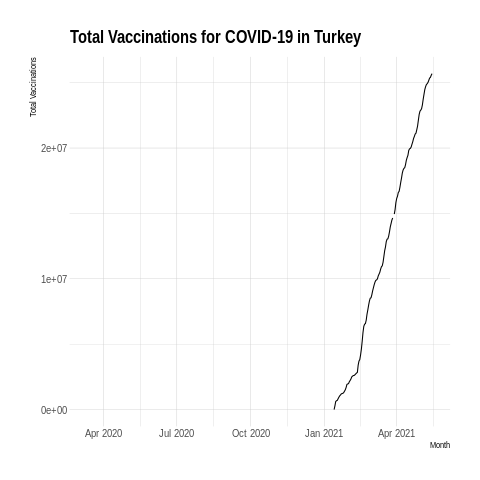 Total Vaccinations for COVID-19 in Turkey
Total Vaccinations
2e+07
1e+07
0e+00
Apr 2020 Jul 2020 Oct 2020 Jan 2021 Apr 2021
Month